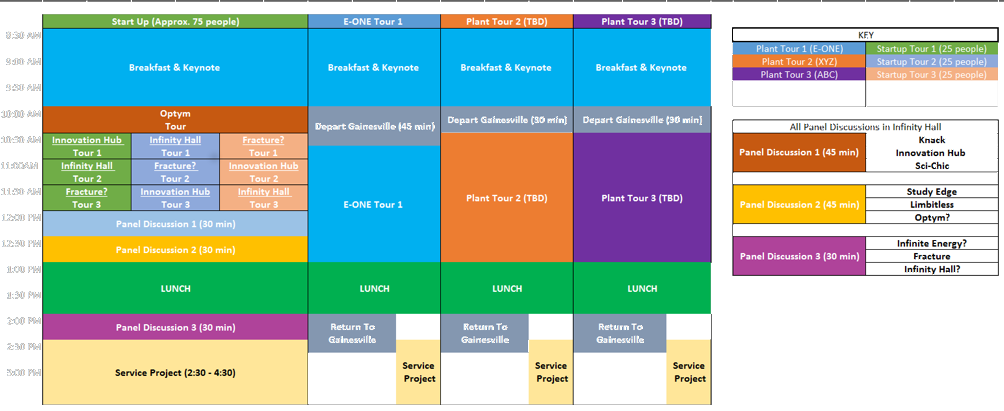 Start Up (Approx. 75 people) E-ONE Tour 1 Plant Tour 2 (TBD) Plant Tour 3 (TBD)
8:30 AM
9:00 AM Breakfast & Keynote Breakfast & Keynote Breakfast & Keynote Breakfast & Keynote
9:30 AM
10:00 AM Optym
Tour
Depart Gainesville (45 min) Depart Gainesville (30 min) Depart Gainesville (30 min)
10:30 AM Innovation Hub Infinity Hall Fracture?
Tour 1 Tour 1 Tour 1
11:00AM Infinity Hall Fracture? Innovation Hub
Tour 2 Tour 2 Tour 2
11:30 AM Fracture? Innovation Hub Infinity Hall
Tour 3 Tour 3 Tour 3
E-ONE Tour 1 Plant Tour 2 (TBD) Plant Tour 3 (TBD)
12:00 PM Panel Discussion 1 (30 min)
12:30 PM Panel Discussion 2 (30 min)
1:00 PM LUNCH LUNCH LUNCH LUNCH
1:30 PM
2:00 PM Panel Discussion 3 (30 min) Return To Return To Return To
Gainesville Gainesville Gainesville
2:30 PM
3:00 PM Service Project (2:30 - 4:30) Service Service Service
Project Project Project
KEY
Plant Tour 1 (E-ONE) Startup Tour 1 (25 people)
Plant Tour 2 (XYZ) Startup Tour 2 (25 people)
Plant Tour 3 (ABC) Startup Tour 3 (25 people)
All Panel Discussions in Infinity Hall
Panel Discussion 1 (45 min) Knack
Innovation Hub
Sci-Chic
Panel Discussion 2 (45 min) Study Edge
Limbitless
Optym?
Panel Discussion 3 (30 min) Infinite Energy?
Fracture
Infinity Hall?